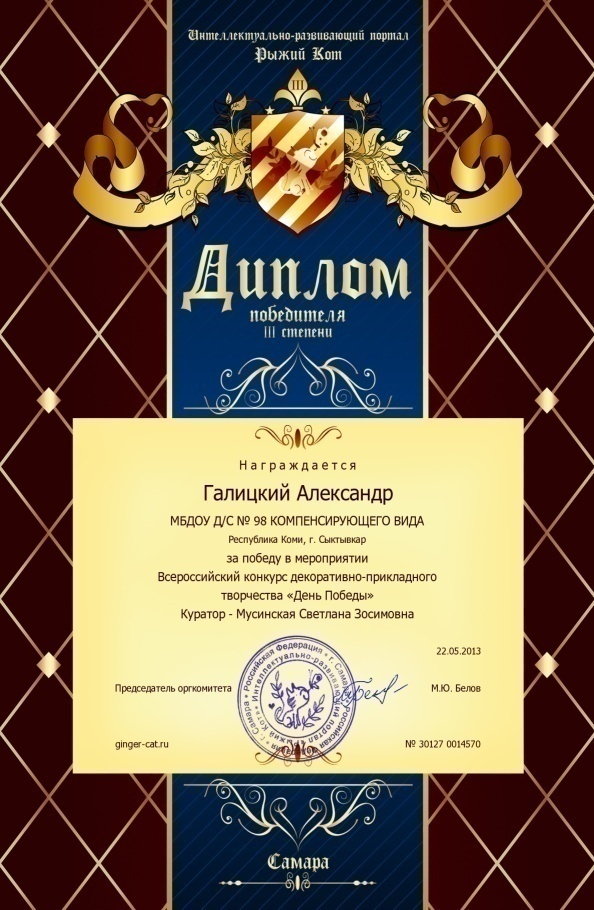 Интеллектуально-развивающий портал
Рыжий Кот
III
Диплом
победителя
III степени
Награждается
Галицкий Александр
МБДОУ Д/С № 98 КОМПЕНСИРУЮЩЕГО ВИДА
Республика Коми, г. Сыктывкар
за победу в мероприятии
Всероссийский конкурс декоративно-прикладного
творчества «День Победы»
Куратор - Мусинская Светлана Зосимовна
22.05.2013
Председатель оргкомитета
М.Ю. Белов
Российская Федерация • г. Самара
Интеллектуально-развивающий портал
Рыжий Кот
ginger-cat.ru
№ 30127 0014570
Самара